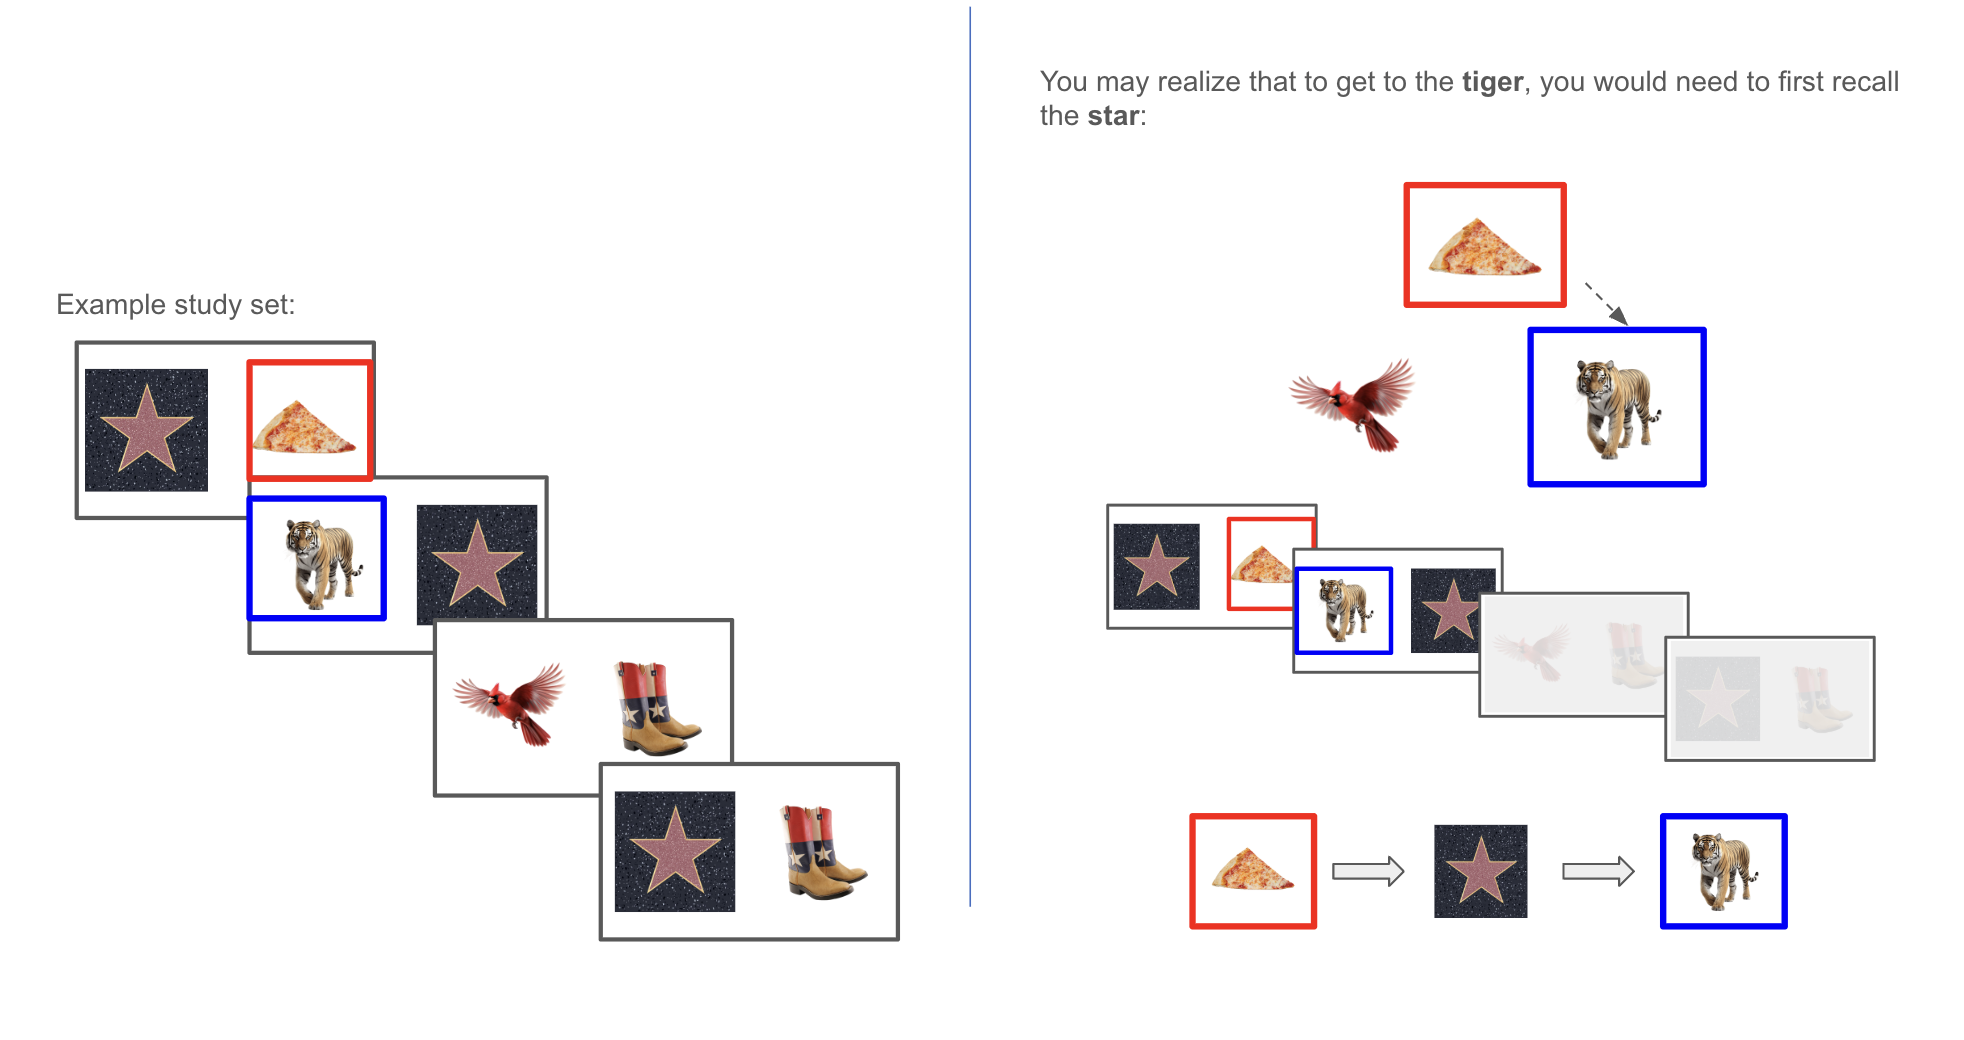 Example study set:
You may realize that to get to the tiger, you would need to first recall
the star: